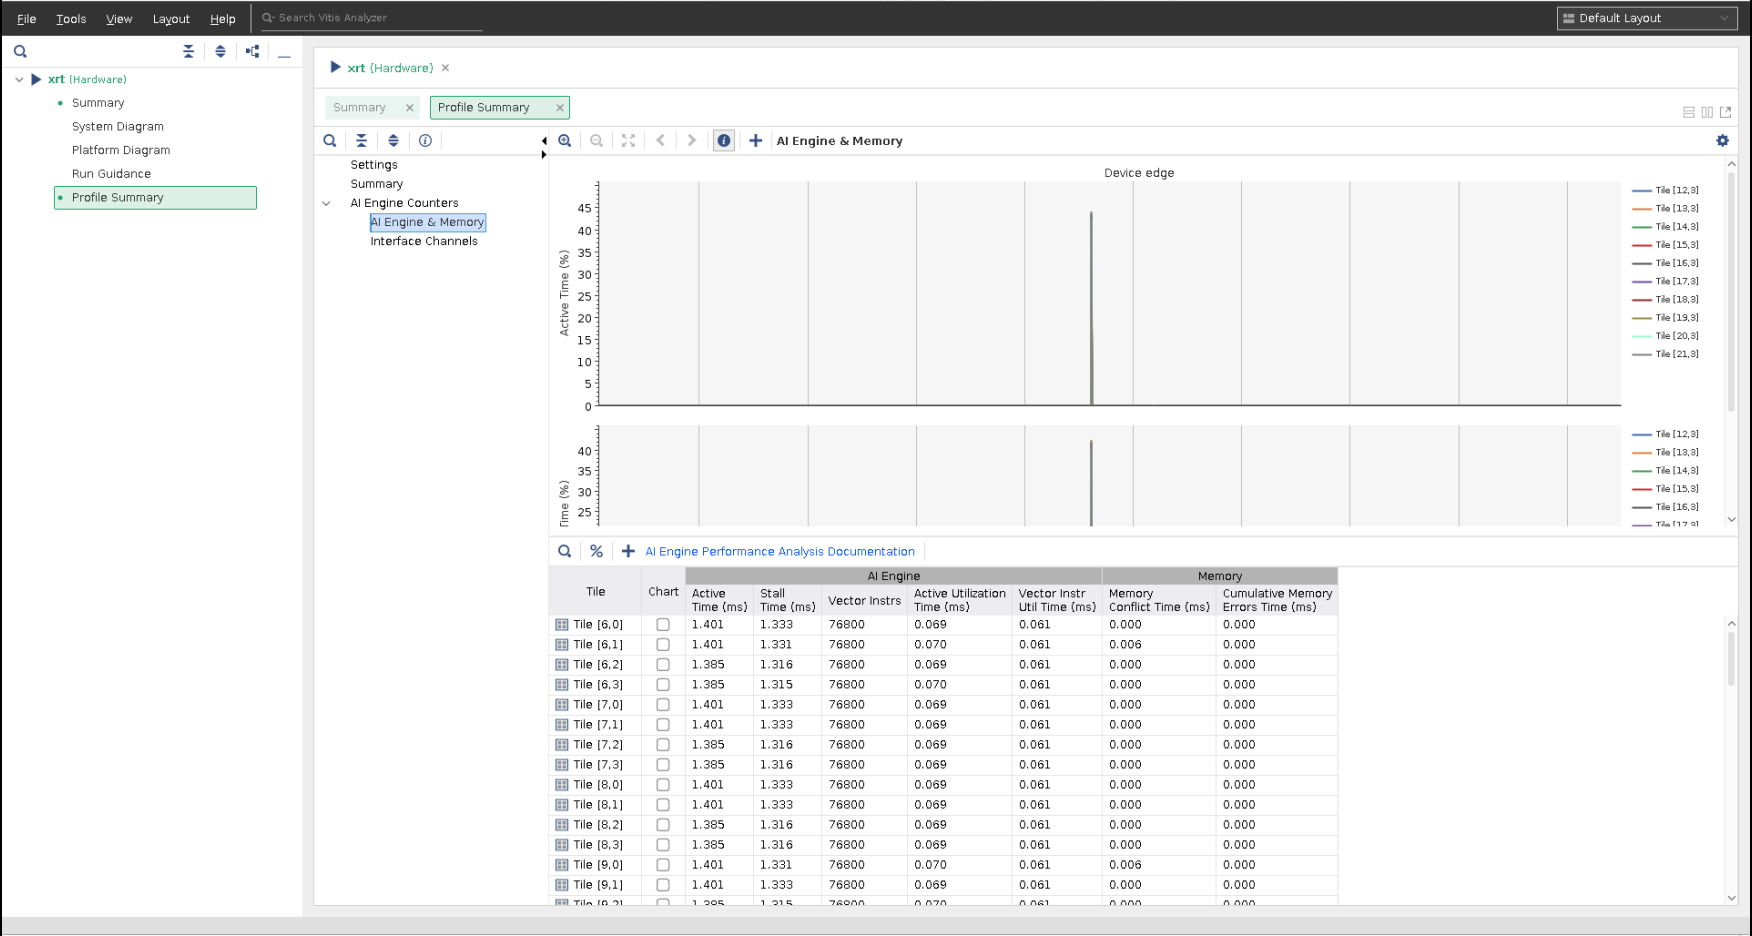 File Tools View Layout Help Search Vitis Analyzer Default Layout
xrt (Hardware)
Summary
System Diagram
Platform Diagram
Run Guidance
Profile Summary
xrt (Hardware)
Summary Profile Summary
Settings
Summary
AI Engine Counters
AI Engine & Memory
Interface Channels
AI Engine & Memory
Device edge
Active Time (%)
45
40
35
30
25
20
15
10
5
0
Tile [12,3]
Tile [13,3]
Tile [14,3]
Tile [15,3]
Tile [16,3]
Tile [17,3]
Tile [18,3]
Tile [19,3]
Tile [20,3]
Tile [21,3]
Time (%)
40
35
30
25
Tile [12,3]
Tile [13,3]
Tile [14,3]
Tile [15,3]
Tile [16,3]
Tile [17,3]
% AI Engine Performance Analysis Documentation
AI Engine Memory
Tile Chart Active Time (ms) Stall Time (ms) Vector Instrs Active Utilization Time (ms) Vector Instr Util Time (ms) Memory Conflict Time (ms) Cumulative Memory Errors Time (ms)
Tile [6,0] 1.401 1.333 76800 0.069 0.061 0.000 0.000
Tile [6,1] 1.401 1.331 76800 0.070 0.061 0.006 0.000
Tile [6,2] 1.385 1.316 76800 0.069 0.061 0.000 0.000
Tile [6,3] 1.385 1.315 76800 0.070 0.061 0.000 0.000
Tile [7,0] 1.401 1.333 76800 0.069 0.061 0.000 0.000
Tile [7,1] 1.401 1.333 76800 0.069 0.061 0.000 0.000
Tile [7,2] 1.385 1.316 76800 0.069 0.061 0.000 0.000
Tile [7,3] 1.385 1.316 76800 0.069 0.061 0.000 0.000
Tile [8,0] 1.401 1.333 76800 0.069 0.061 0.000 0.000
Tile [8,1] 1.401 1.333 76800 0.069 0.061 0.000 0.000
Tile [8,2] 1.385 1.316 76800 0.069 0.061 0.000 0.000
Tile [8,3] 1.385 1.316 76800 0.069 0.061 0.000 0.000
Tile [9,0] 1.401 1.331 76800 0.070 0.061 0.006 0.000
Tile [9,1] 1.401 1.333 76800 0.069 0.061 0.000 0.000
Tile [9,2] 1.385 1.315 76800 0.070 0.061 0.000 0.000